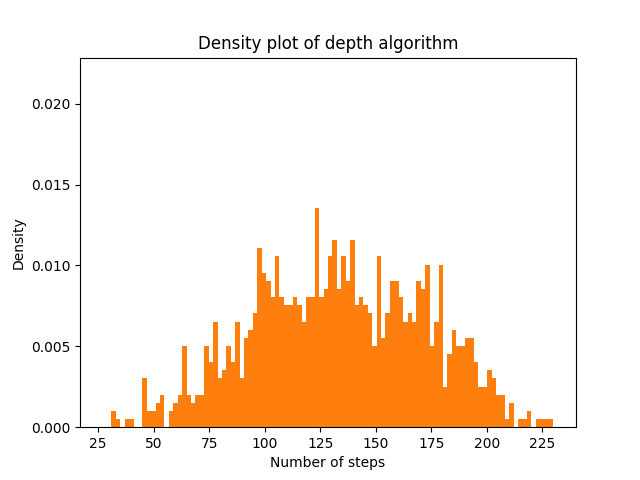 Density plot of depth algorithm
0.020
0.015
0.010
0.005
0.000
Density
25 50 75 100 125 150 175 200 225
Number of steps